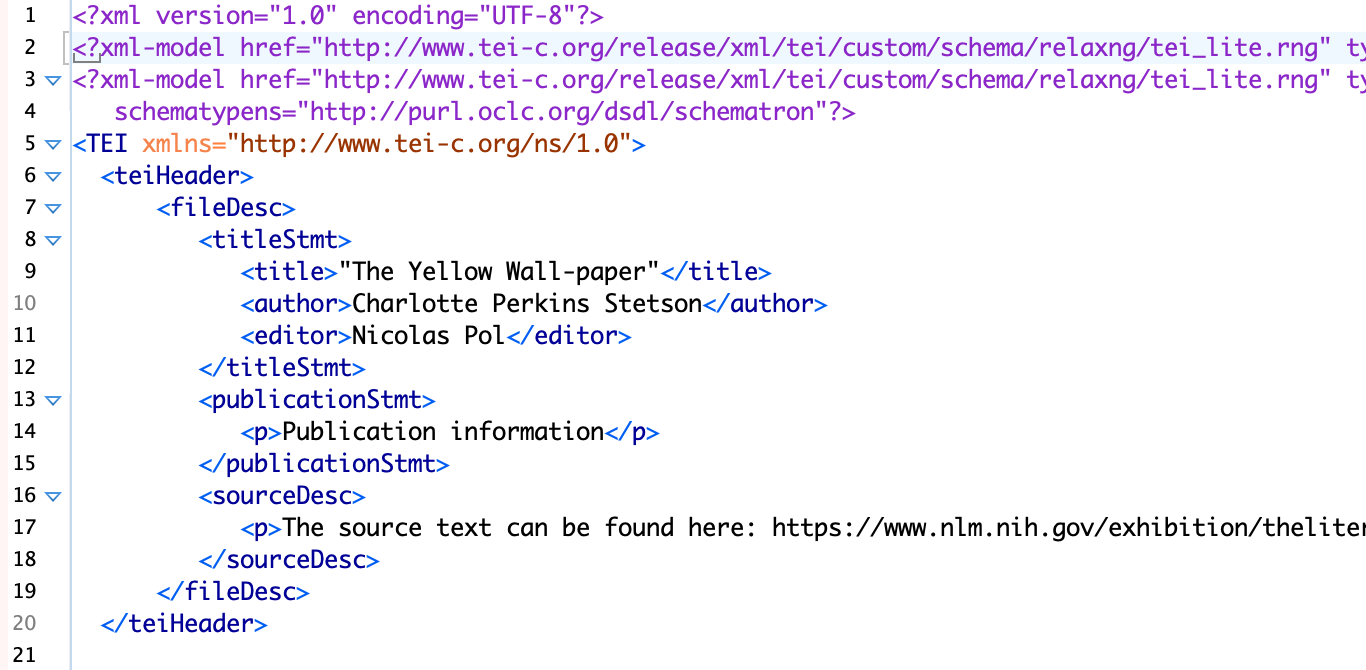 1 <?xml version="1.0" encoding="UTF-8"?>
2 <?xml-model href="http://www.tei-c.org/release/xml/tei/custom/schema/relaxng/tei_lite.rng" ty
3 <?xml-model href="http://www.tei-c.org/release/xml/tei/custom/schema/relaxng/tei_lite.rng" ty
4 schematypens="http://purl.oclc.org/dsdl/schematron"?>
5 <TEI xmlns="http://www.tei-c.org/ns/1.0">
6 <teiHeader>
7 <fileDesc>
8 <titleStmt>
9 <title>"The Yellow Wall-paper"</title>
10 <author>Charlotte Perkins Stetson</author>
11 <editor>Nicolas Pol</editor>
12 </titleStmt>
13 <publicationStmt>
14 <p>Publication information</p>
15 </publicationStmt>
16 <sourceDesc>
17 <p>The source text can be found here: https://www.nlm.nih.gov/exhibition/theliter
18 </sourceDesc>
19 </fileDesc>
20 </teiHeader>
21